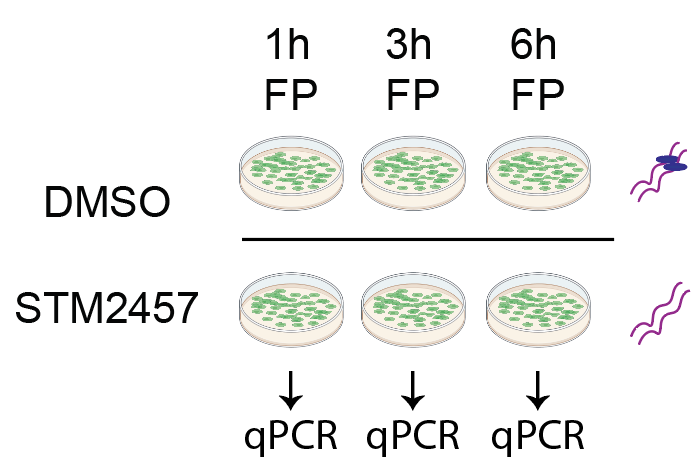 1h 3h 6h
FP FP FP
DMSO
STM2457
qPCR qPCR qPCR